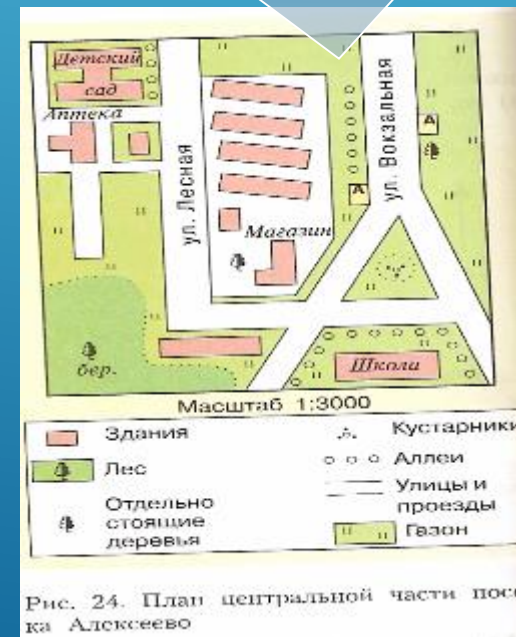 Детский
сад
Аптека
ул. Лесная
ул. Вокзальная
А
А
Магазин
бер.
Школа
Масштаб 1:3000
Здания
Кустарники
Лес
Аллеи
Отдельно
стоящие
деревья
Улицы и
проезды
Газон
Рис. 24. План центральной части посе
ка Алексеево